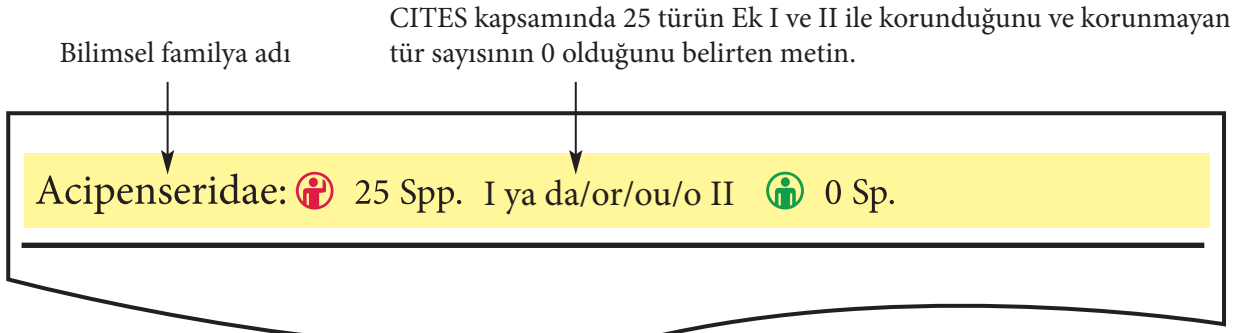 CITES kapsamında 25 türün Ek I ve II ile korunduğunu ve korunmayan
tür sayısının 0 olduğunu belirten metin.
Bilimsel familya adı
Acipenseridae: 25 Spp. I ya da/or/ou/o II 0 Sp.